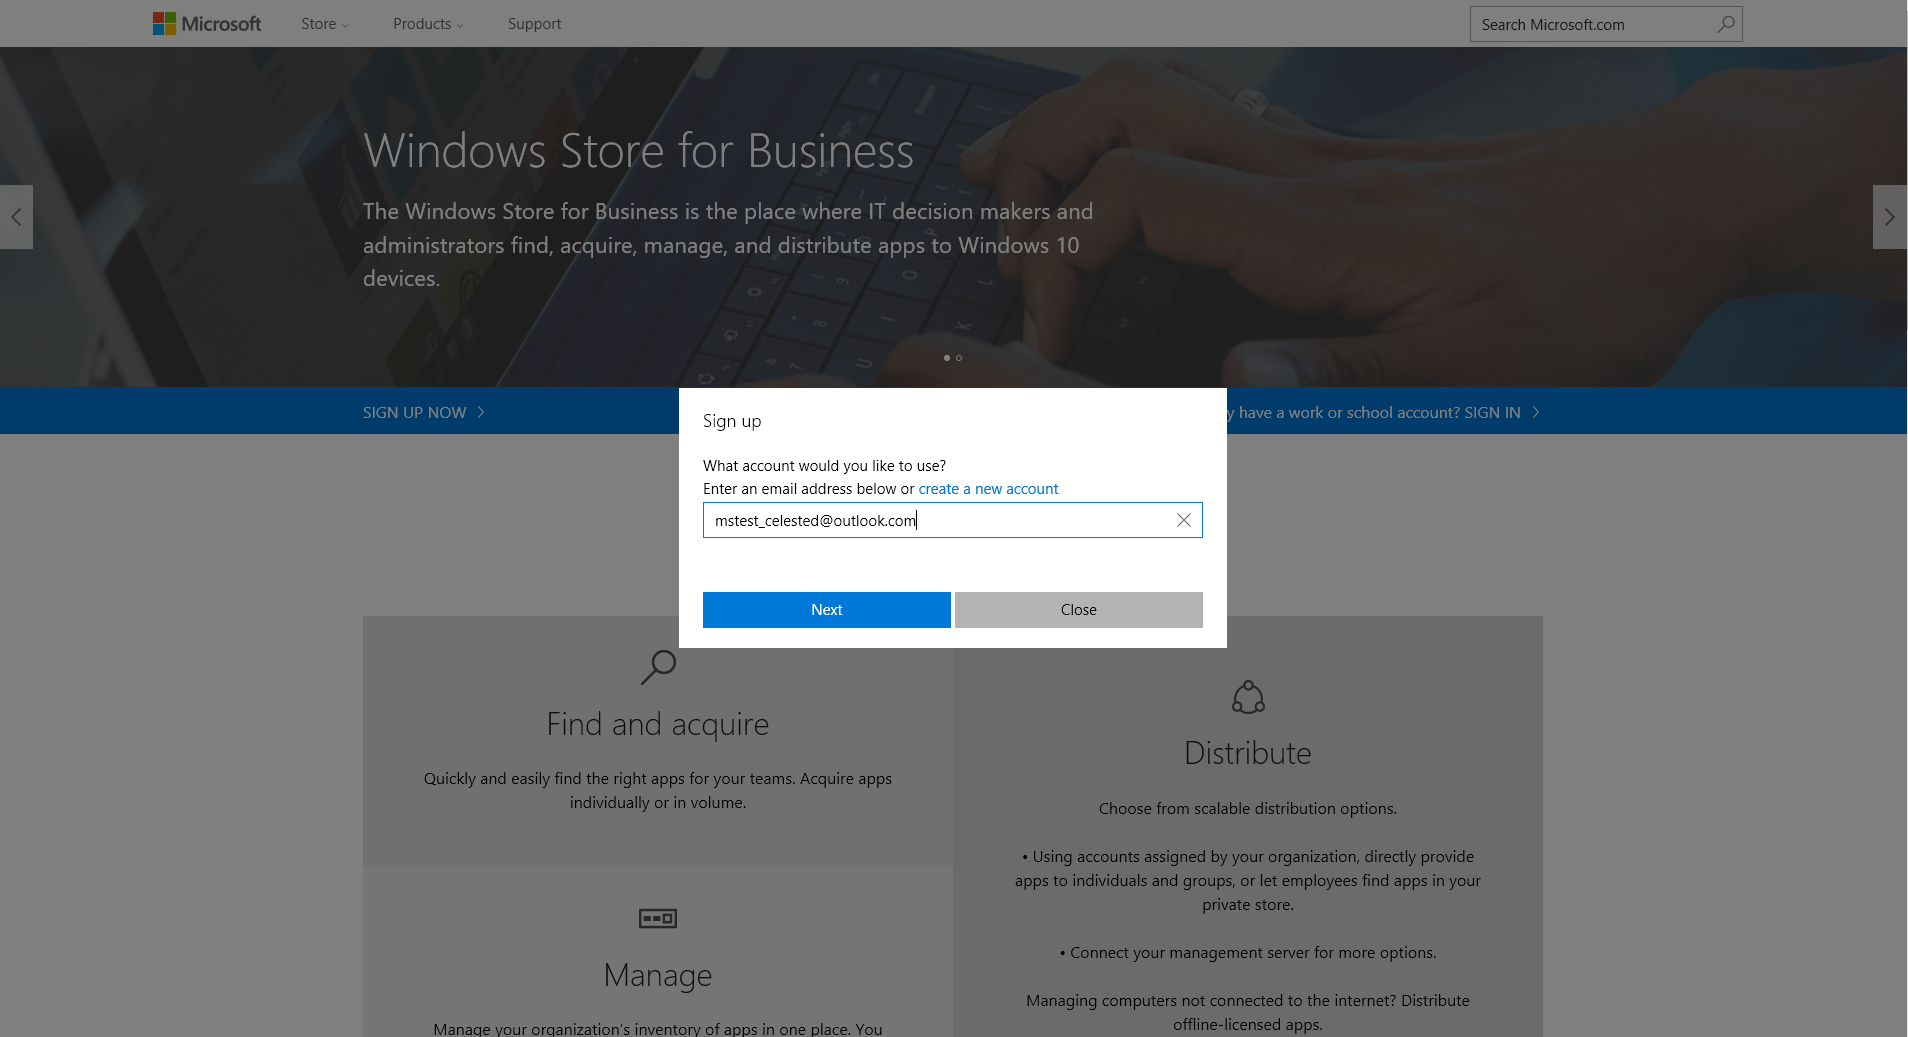 Microsoft
Store
Products
Support
Search Microsoft.com
Windows Store for Business
The Windows Store for Business is the place where IT decision makers and
administrators find, acquire, manage, and distribute apps to Windows 10
devices.
SIGN UP NOW
y have a work or school account? SIGN IN
Sign up
What account would you like to use?
Enter an email address below or create a new account
mstest_celested@outlook.com
Next
Close
Find and acquire
Quickly and easily find the right apps for your teams. Acquire apps
individually or in volume.
Manage
Manage your organization's inventory of apps in one place. You
Distribute
Choose from scalable distribution options.
• Using accounts assigned by your organization, directly provide
apps to individuals and groups, or let employees find apps in your
private store.
• Connect your management server for more options.
Managing computers not connected to the internet? Distribute
offline-licensed apps.